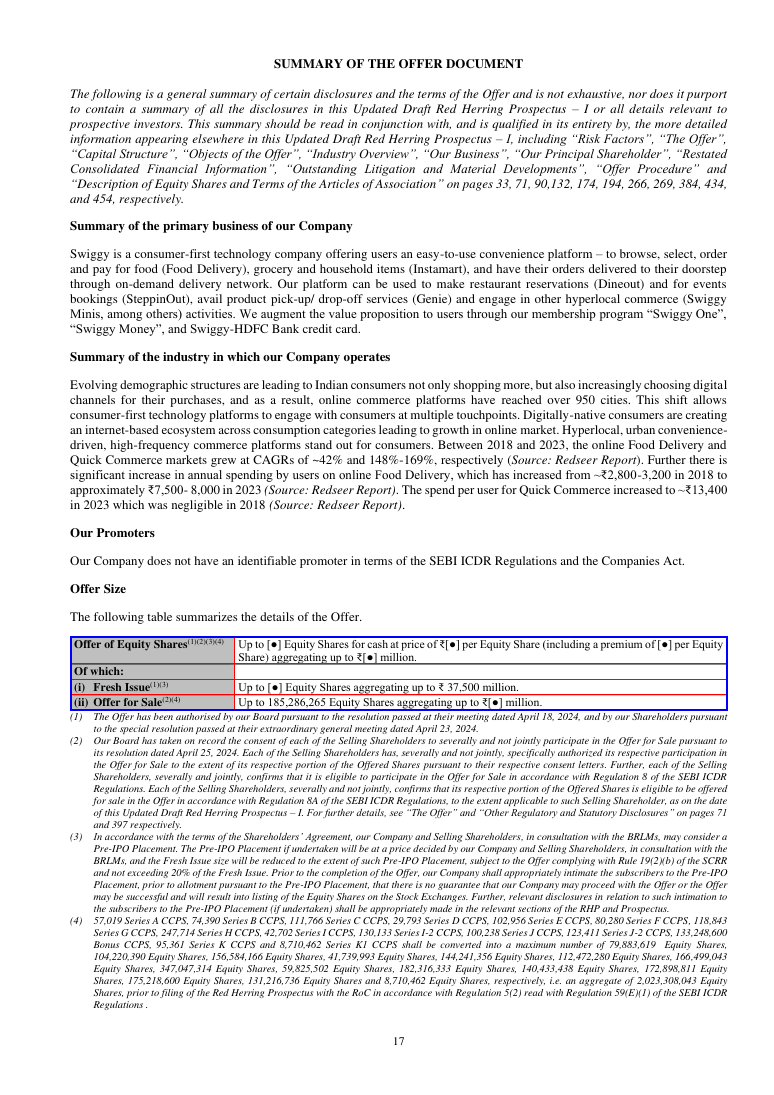 SUMMARY OF THE OFFER DOCUMENT
The following is a general summary of certain disclosures and the terms of the Offer and is not exhaustive, nor does it purport
to contain a summary of all the disclosures in this Updated Draft Red Herring Prospectus – I or all details relevant to
prospective investors. This summary should be read in conjunction with, and is qualified in its entirety by, the more detailed
information appearing elsewhere in this Updated Draft Red Herring Prospectus – I, including “Risk Factors”, “The Offer”,
“Capital Structure”, “Objects of the Offer”, “Industry Overview”, “Our Business”, “Our Principal Shareholder”, “Restated
Consolidated Financial Information”, “Outstanding Litigation and Material Developments”, “Offer Procedure” and
“Description of Equity Shares and Terms of the Articles of Association” on pages 33, 71, 90,132, 174, 194, 266, 269, 384, 434,
and 454, respectively.
Summary of the primary business of our Company
Swiggy is a consumer-first technology company offering users an easy-to-use convenience platform – to browse, select, order
and pay for food (Food Delivery), grocery and household items (Instamart), and have their orders delivered to their doorstep
through on-demand delivery network. Our platform can be used to make restaurant reservations (Dineout) and for events
bookings (SteppinOut), avail product pick-up/ drop-off services (Genie) and engage in other hyperlocal commerce (Swiggy
Minis, among others) activities. We augment the value proposition to users through our membership program “Swiggy One”,
“Swiggy Money”, and Swiggy-HDFC Bank credit card.
Summary of the industry in which our Company operates
Evolving demographic structures are leading to Indian consumers not only shopping more, but also increasingly choosing digital
channels for their purchases, and as a result, online commerce platforms have reached over 950 cities. This shift allows
consumer-first technology platforms to engage with consumers at multiple touchpoints. Digitally-native consumers are creating
an internet-based ecosystem across consumption categories leading to growth in online market. Hyperlocal, urban convenience-
driven, high-frequency commerce platforms stand out for consumers. Between 2018 and 2023, the online Food Delivery and
Quick Commerce markets grew at CAGRs of ~42% and 148%-169%, respectively (Source: Redseer Report). Further there is
significant increase in annual spending by users on online Food Delivery, which has increased from ~₹2,800-3,200 in 2018 to
approximately ₹7,500- 8,000 in 2023 (Source: Redseer Report). The spend per user for Quick Commerce increased to ~₹13,400
in 2023 which was negligible in 2018 (Source: Redseer Report).
Our Promoters
Our Company does not have an identifiable promoter in terms of the SEBI ICDR Regulations and the Companies Act.
Offer Size
The following table summarizes the details of the Offer.
Offer of Equity Shares(1)(2)(3)(4) Up to [●] Equity Shares for cash at price of ₹[●] per Equity Share (including a premium of [●] per Equity
Share) aggregating up to ₹[●] million.
Of which:
(i) Fresh Issue(1)(3) Up to [●] Equity Shares aggregating up to ₹ 37,500 million.
(ii) Offer for Sale(2)(4) Up to 185,286,265 Equity Shares aggregating up to ₹[●] million.
(1) The Offer has been authorised by our Board pursuant to the resolution passed at their meeting dated April 18, 2024, and by our Shareholders pursuant
to the special resolution passed at their extraordinary general meeting dated April 23, 2024.
(2) Our Board has taken on record the consent of each of the Selling Shareholders to severally and not jointly participate in the Offer for Sale pursuant to
its resolution dated April 25, 2024. Each of the Selling Shareholders has, severally and not jointly, specifically authorized its respective participation in
the Offer for Sale to the extent of its respective portion of the Offered Shares pursuant to their respective consent letters. Further, each of the Selling
Shareholders, severally and jointly, confirms that it is eligible to participate in the Offer for Sale in accordance with Regulation 8 of the SEBI ICDR
Regulations. Each of the Selling Shareholders, severally and not jointly, confirms that its respective portion of the Offered Shares is eligible to be offered
for sale in the Offer in accordance with Regulation 8A of the SEBI ICDR Regulations, to the extent applicable to such Selling Shareholder, as on the date
of this Updated Draft Red Herring Prospectus – I. For further details, see “The Offer” and “Other Regulatory and Statutory Disclosures” on pages 71
and 397 respectively.
(3) In accordance with the terms of the Shareholders’ Agreement, our Company and Selling Shareholders, in consultation with the BRLMs, may consider a
Pre-IPO Placement. The Pre-IPO Placement if undertaken will be at a price decided by our Company and Selling Shareholders, in consultation with the
BRLMs, and the Fresh Issue size will be reduced to the extent of such Pre-IPO Placement, subject to the Offer complying with Rule 19(2)(b) of the SCRR
and not exceeding 20% of the Fresh Issue. Prior to the completion of the Offer, our Company shall appropriately intimate the subscribers to the Pre-IPO
Placement, prior to allotment pursuant to the Pre-IPO Placement, that there is no guarantee that our Company may proceed with the Offer or the Offer
may be successful and will result into listing of the Equity Shares on the Stock Exchanges. Further, relevant disclosures in relation to such intimation to
the subscribers to the Pre-IPO Placement (if undertaken) shall be appropriately made in the relevant sections of the RHP and Prospectus.
(4) 57,019 Series A CCPS, 74,390 Series B CCPS, 111,766 Series C CCPS, 29,793 Series D CCPS, 102,956 Series E CCPS, 80,280 Series F CCPS, 118,843
Series G CCPS, 247,714 Series H CCPS, 42,702 Series I CCPS, 130,133 Series I-2 CCPS, 100,238 Series J CCPS, 123,411 Series J-2 CCPS, 133,248,600
Bonus CCPS, 95,361 Series K CCPS and 8,710,462 Series K1 CCPS shall be converted into a maximum number of 79,883,619 Equity Shares,
104,220,390 Equity Shares, 156,584,166 Equity Shares, 41,739,993 Equity Shares, 144,241,356 Equity Shares, 112,472,280 Equity Shares, 166,499,043
Equity Shares, 347,047,314 Equity Shares, 59,825,502 Equity Shares, 182,316,333 Equity Shares, 140,433,438 Equity Shares, 172,898,811 Equity
Shares, 175,218,600 Equity Shares, 131,216,736 Equity Shares and 8,710,462 Equity Shares, respectively, i.e. an aggregate of 2,023,308,043 Equity
Shares, prior to filing of the Red Herring Prospectus with the RoC in accordance with Regulation 5(2) read with Regulation 59(E)(1) of the SEBI ICDR
Regulations .
17